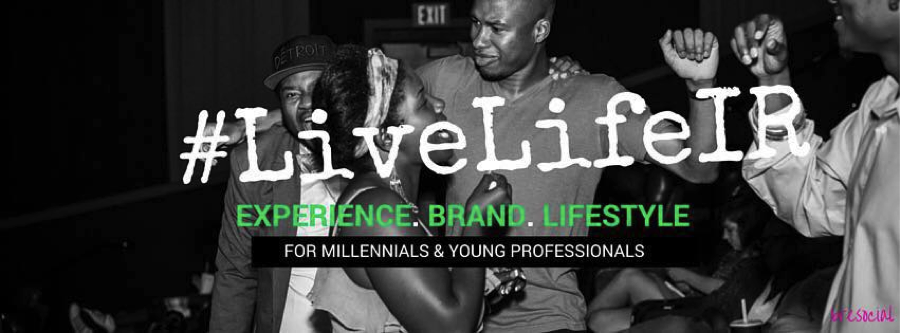 EXIT
DETROIT
#LiveLifeIR
EXPERIENCE. BRAND. LIFESTYLE
FOR MILLENNIALS & YOUNG PROFESSIONALS